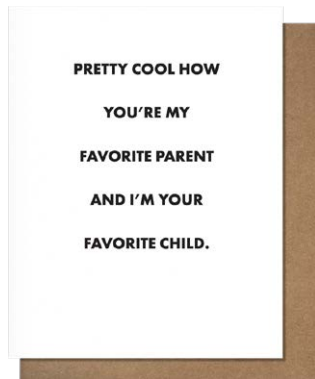 PRETTY COOL HOW
YOU'RE MY
FAVORITE PARENT
AND I'M YOUR
FAVORITE CHILD.